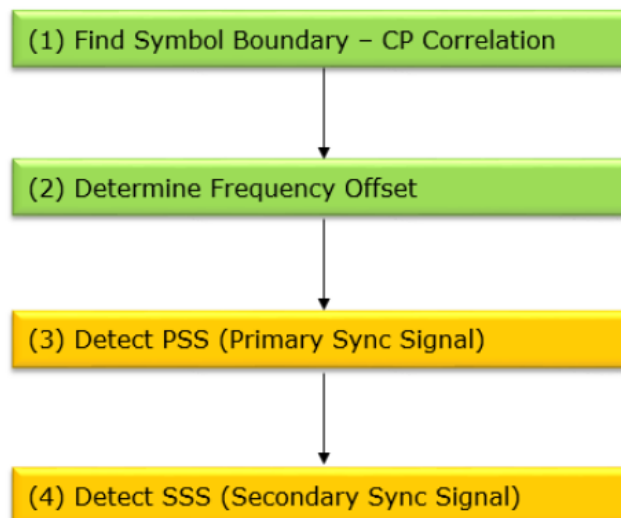 (1) Find Symbol Boundary – CP Correlation
(2) Determine Frequency Offset
(3) Detect PSS (Primary Sync Signal)
(4) Detect SSS (Secondary Sync Signal)